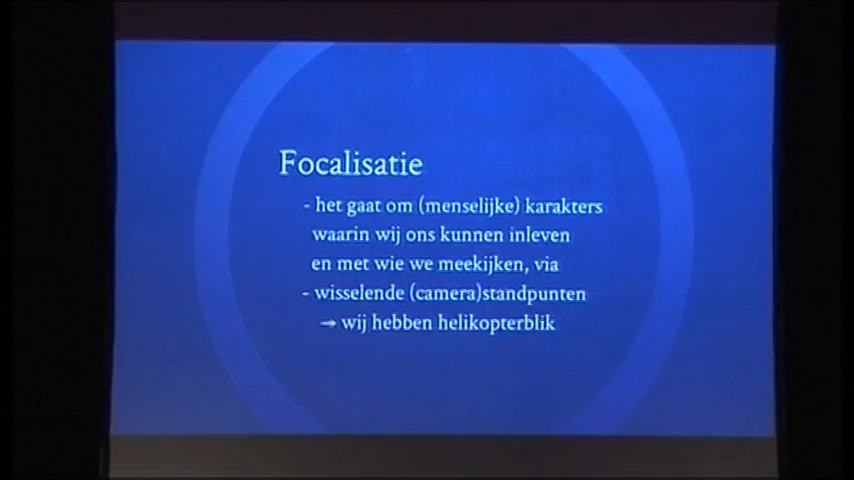 Focalisatie
- het gaat om (menselijke) karakters
waarin wij ons kunnen inleven
en met wie we meekijken, via
- wisselende (camera)standpunten
→ wij hebben helikopterblik